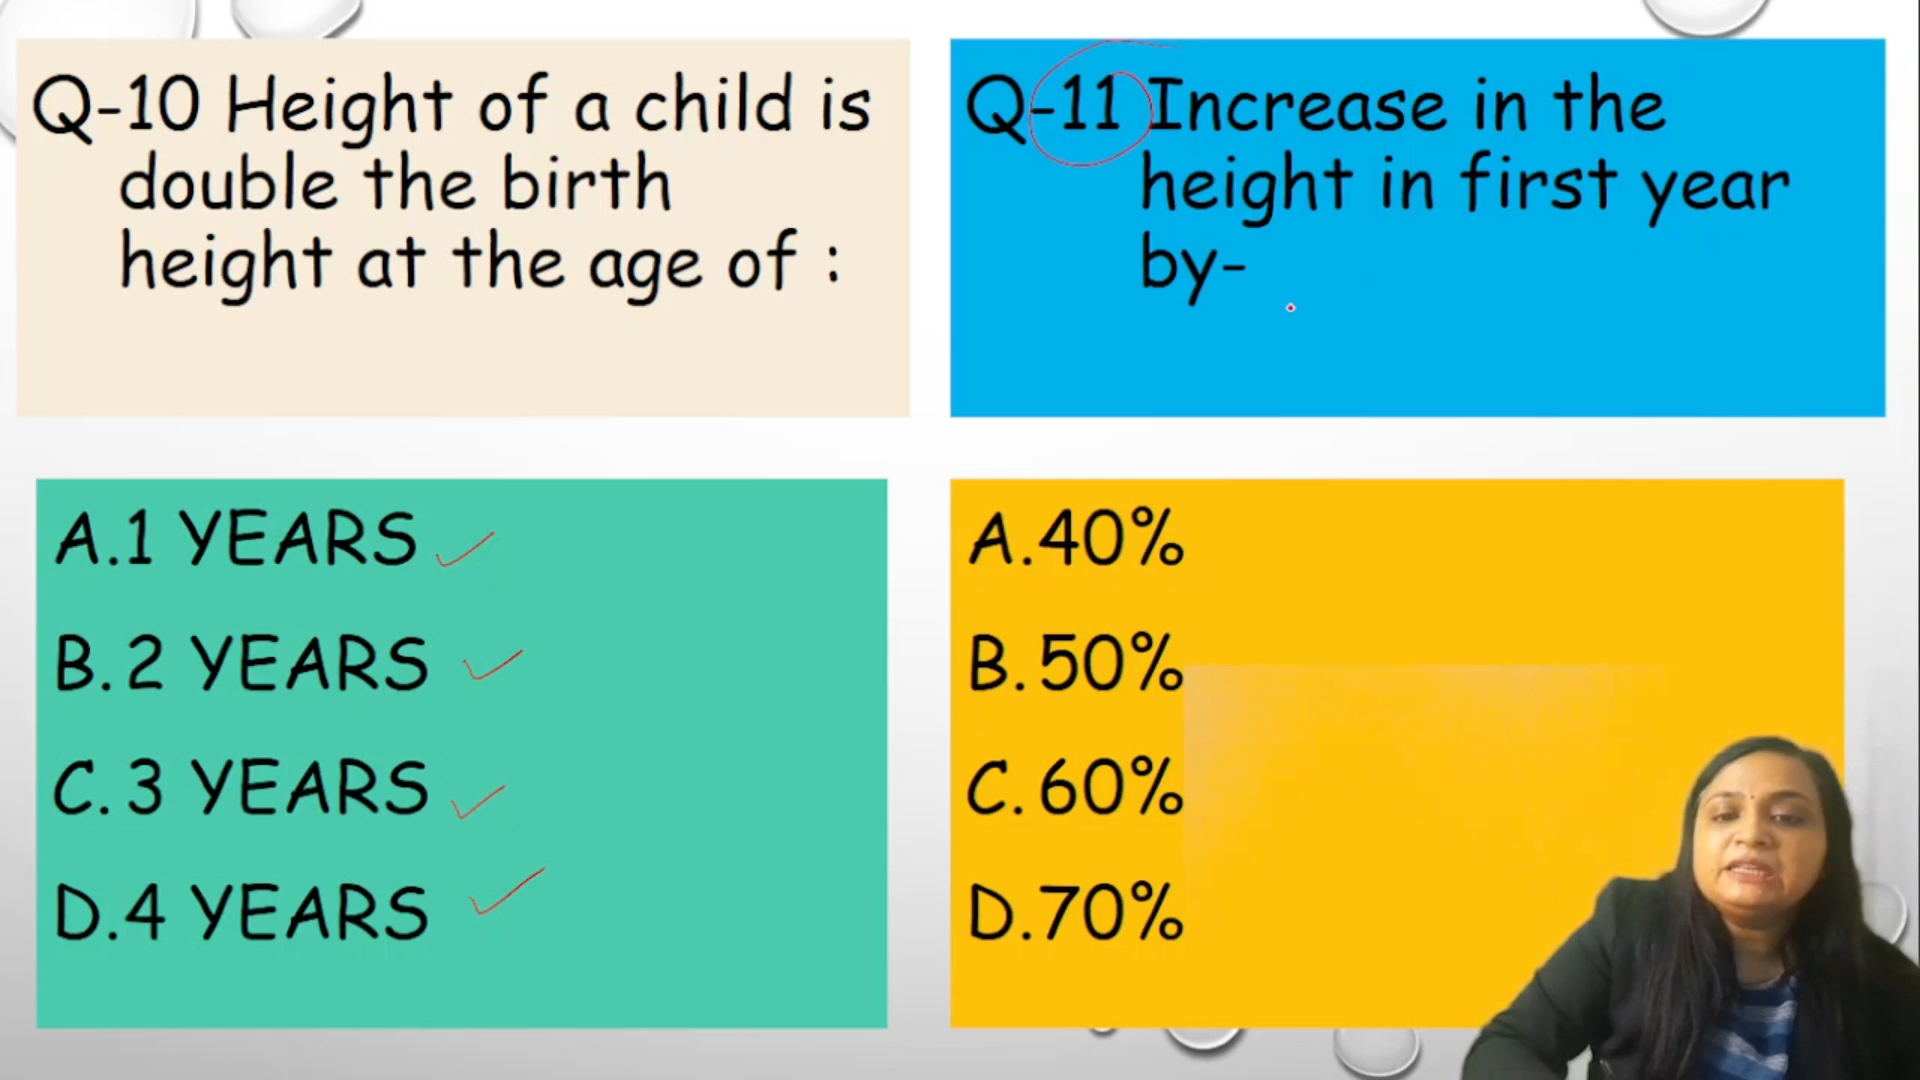 Q-10 Height of a child is
double the birth
height at the age of :
A.1 YEARS
B. 2 YEARS
C. 3 YEARS
D.4 YEARS
Q-11 Increase in the
height in first year
by-
A.40%
B. 50%
C. 60%
D.70%